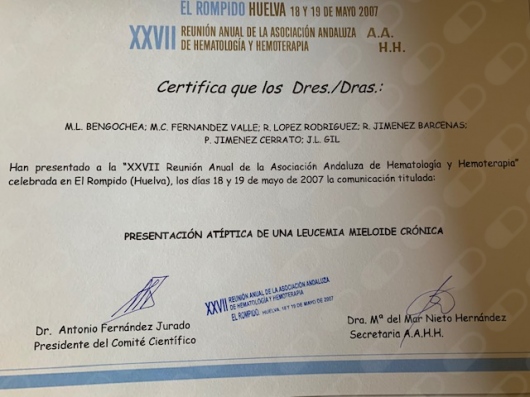 EL ROMPIDO HUELVA 18 Y 19 DE MAYO 2007
XXVII REUNIÓN ANUAL DE LA ASOCIACIÓN ANDALUZA A.A.
DE HEMATOLOGÍA Y HEMOTERAPIA H.H.
Certifica que los Dres./Dras.:
M.L. BENGOCHEA; M.C. FERNANDEZ VALLE; R. LOPEZ RODRIGUEZ; R. JIMENEZ BARCENAS;
P. JIMENEZ CERRATO; J.L. GIL
Han presentado a la "XXVII Reunión Anual de la Asociación Andaluza de Hematología y Hemoterapia"
celebrada en El Rompido (Huelva), los días 18 y 19 de mayo de 2007 la comunicación titulada:
PRESENTACIÓN ATÍPTICA DE UNA LEUCEMIA MIELOIDE CRÓNICA
XXVII REUNIÓN ANUAL DE LA ASOCIACIÓN ANDALUZA
DE HEMATOLOGÍA Y HEMOTERAPIA
EL ROMPIDO, HUELVA, 18 Y 19 DE MAYO DE 2007
Dr. Antonio Fernández Jurado
Presidente del Comité Científico
Dra. Mª del Mar Nieto Hernández
Secretaria A.A.H.H.